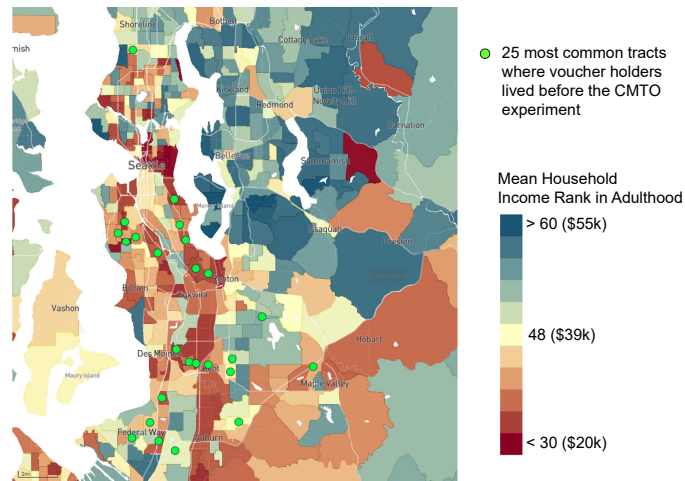 Shoreline
Bothell
mish
Cottage Lake
Duvall
Kirkland
Union Hill-
Novelty Hill
Redmond
Carnation
Bellevue
Sammamish
Seattle
Mercer Island
Issaquah
Preston
Renton
Burien
Tukwila
Vashon
Hobart
Des Moines
Kent
Maury Island
Maple Valley
Federal Way
Auburn
3mi
25 most common tracts
where voucher holders
lived before the CMTO
experiment
Mean Household
Income Rank in Adulthood
> 60 ($55k)
48 ($39k)
< 30 ($20k)